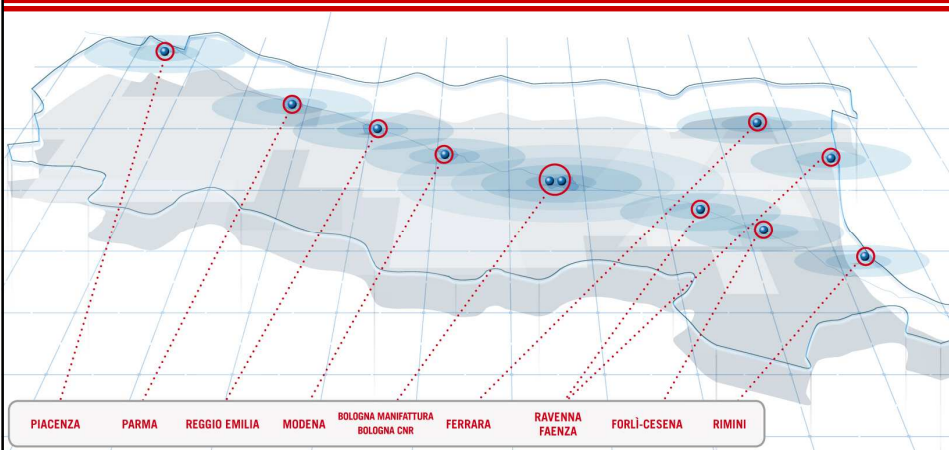 PIACENZA
PARMA
REGGIO EMILIA
MODENA
BOLOGNA MANIFATTURA
BOLOGNA CNR
FERRARA
RAVENNA
FAENZA
FORLÌ-CESENA
RIMINI